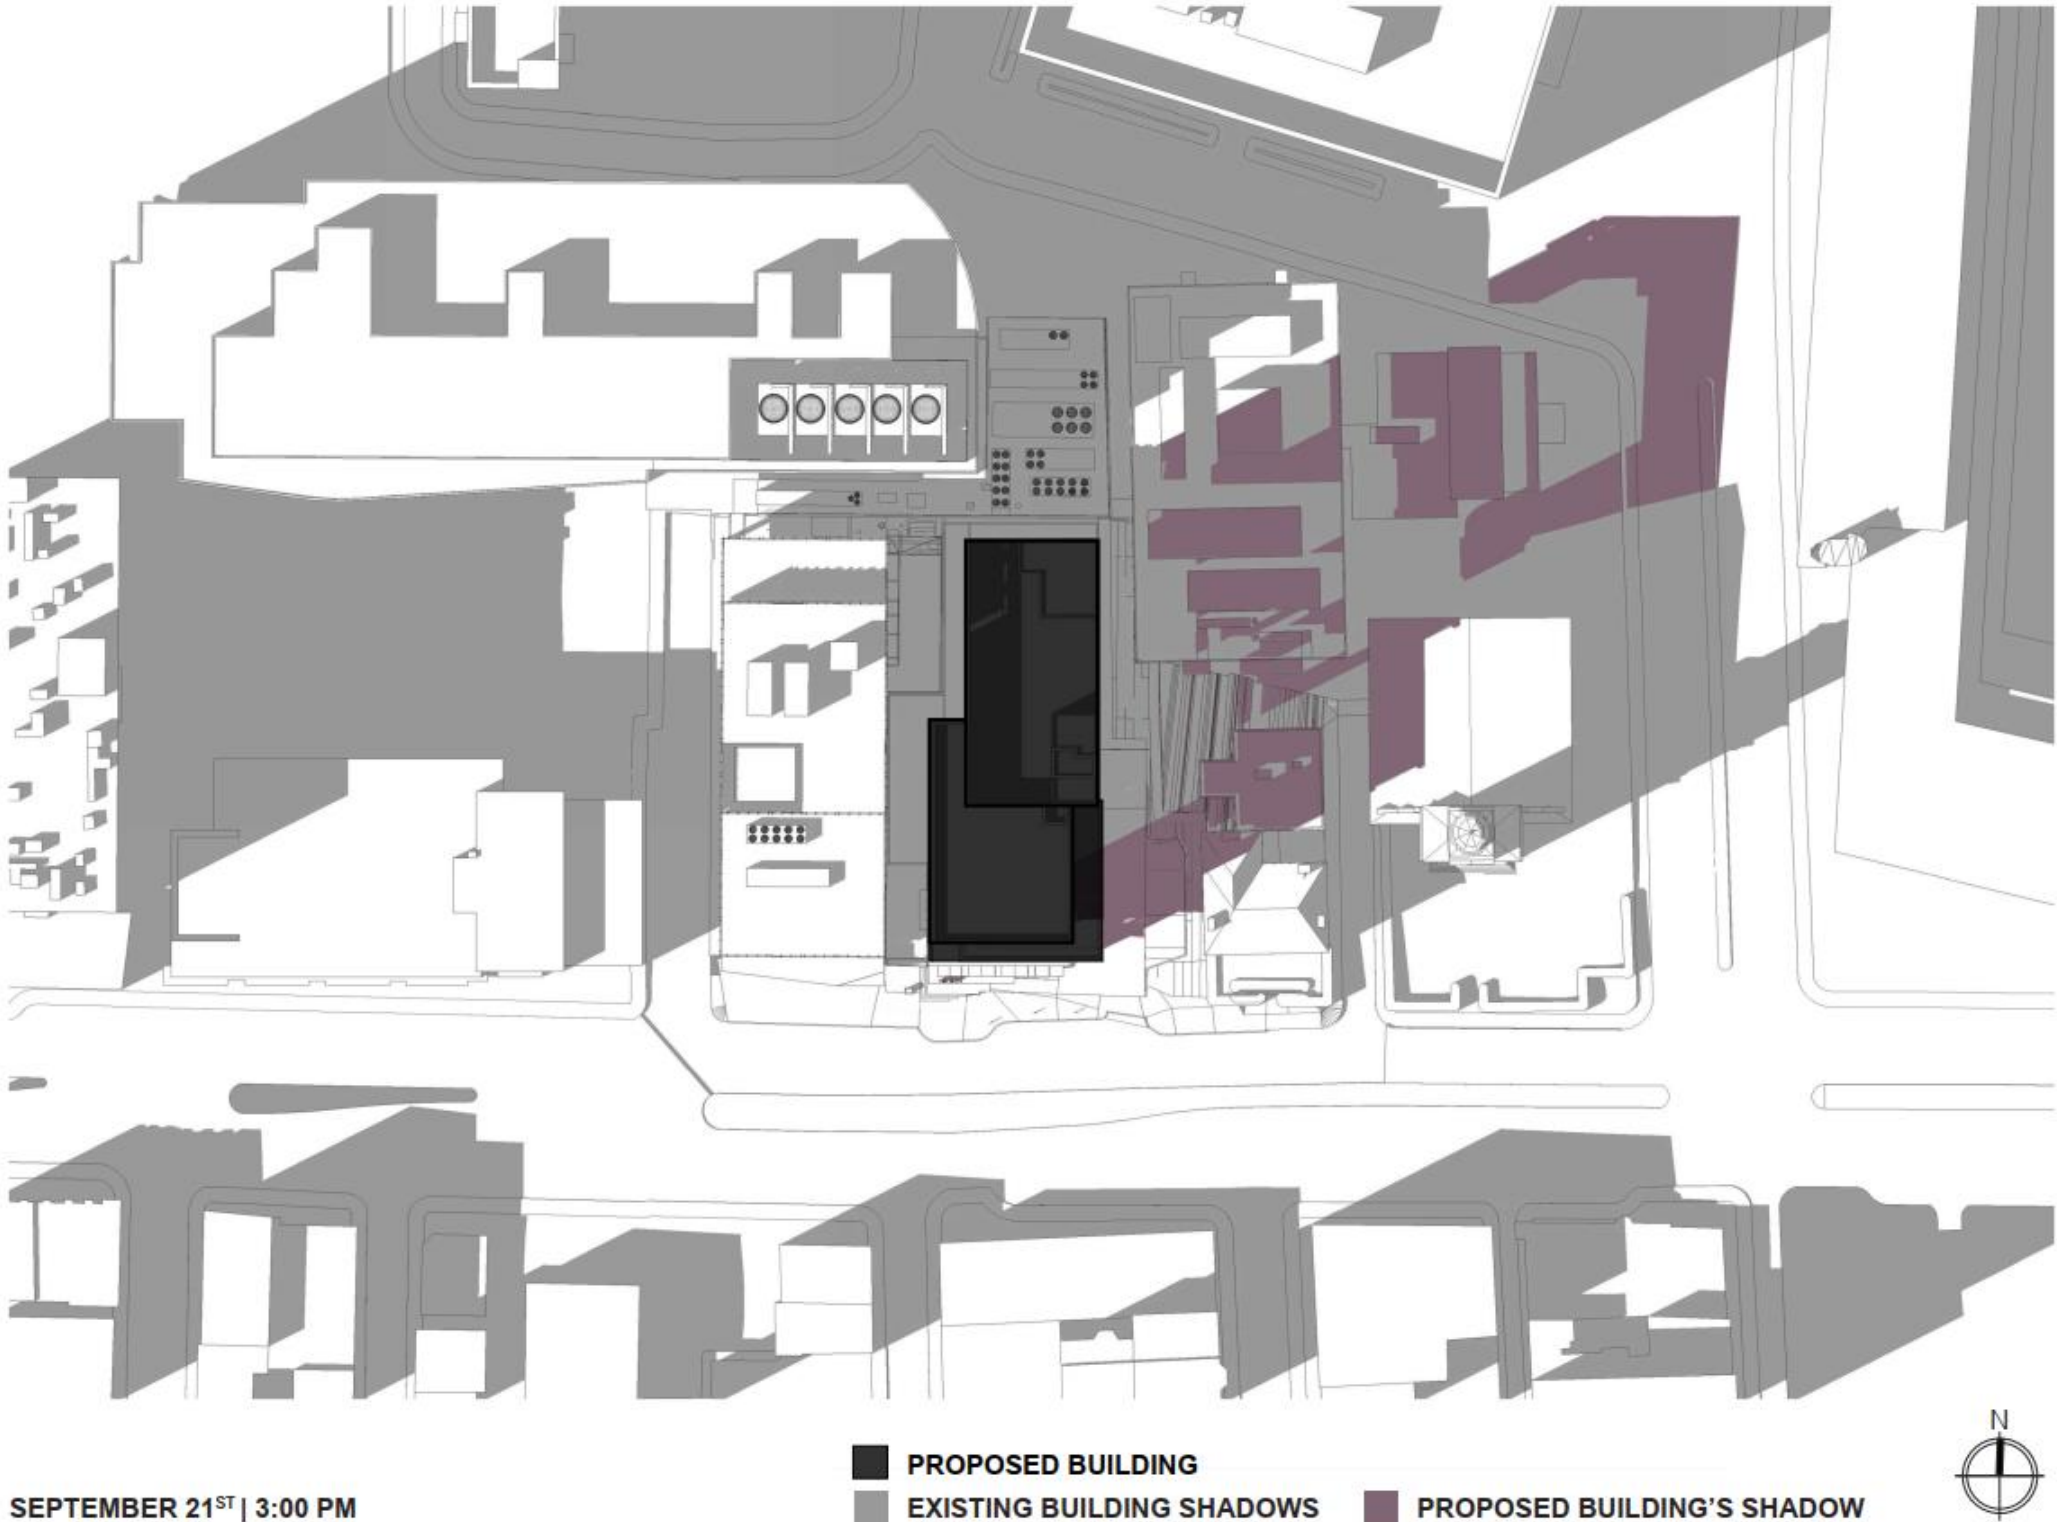 N
PROPOSED BUILDING
SEPTEMBER 21ST | 3:00 PM
EXISTING BUILDING SHADOWS
PROPOSED BUILDING'S SHADOW